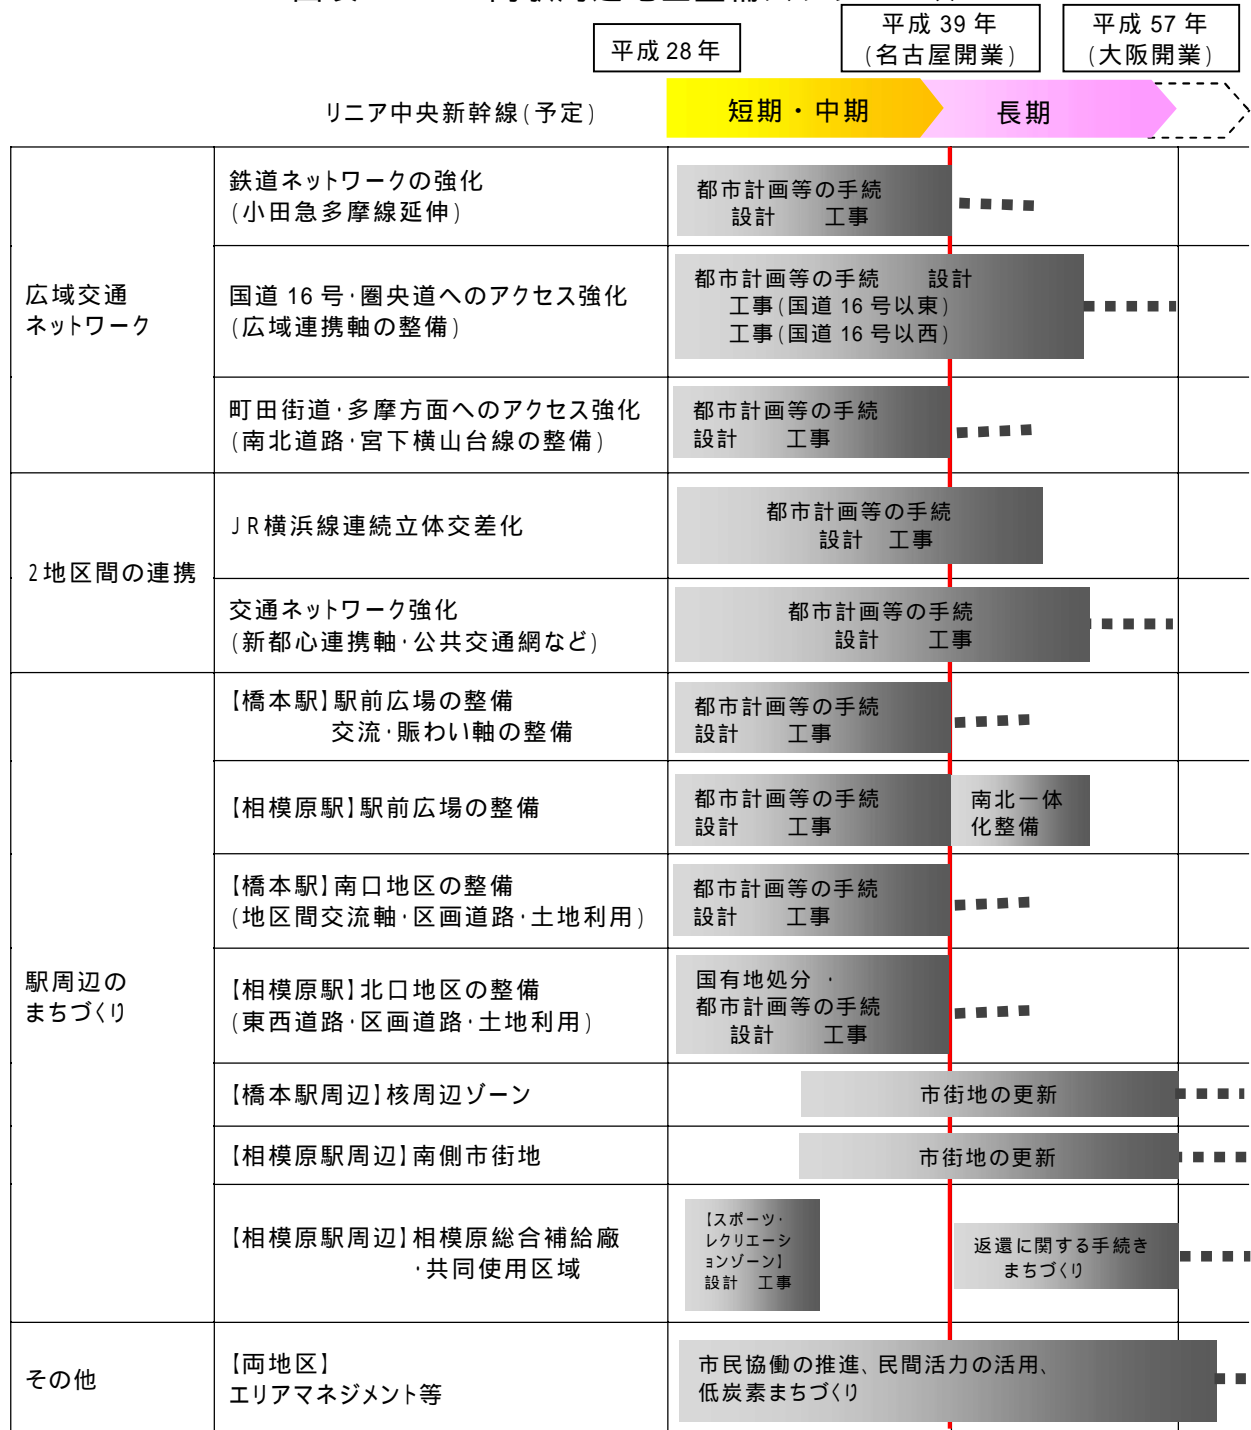 平成 28 年
平成 39 年
(名古屋開業)
平成 57 年
(大阪開業)
リニア中央新幹線(予定)
短期・中期
長期
広域交通
ネットワーク
鉄道ネットワークの強化
(小田急多摩線延伸)
都市計画等の手続
設計 工事
国道 16 号・圏央道へのアクセス強化
(広域連携軸の整備)
都市計画等の手続 設計
工事(国道 16 号以東)
工事(国道 16 号以西)
町田街道・多摩方面へのアクセス強化
(南北道路・宮下横山台線の整備)
都市計画等の手続
設計 工事
2地区間の連携
JR横浜線連続立体交差化
都市計画等の手続
設計 工事
交通ネットワーク強化
(新都心連携軸・公共交通網など)
都市計画等の手続
設計 工事
駅周辺の
まちづくり
【橋本駅】駅前広場の整備
交流・賑わい軸の整備
都市計画等の手続
設計 工事
【相模原駅】駅前広場の整備
都市計画等の手続
設計 工事
南北一体
化整備
【橋本駅】南口地区の整備
(地区間交流軸・区画道路・土地利用)
都市計画等の手続
設計 工事
【相模原駅】北口地区の整備
(東西道路・区画道路・土地利用)
国有地処分 ・
都市計画等の手続
設計 工事
【橋本駅周辺】核周辺ゾーン
市街地の更新
【相模原駅周辺】南側市街地
市街地の更新
【相模原駅周辺】相模原総合補給廠
・共同使用区域
【スポーツ・
レクリエーシ
ョンゾーン】
設計 工事
返還に関する手続き
まちづくり
その他
【両地区】
エリアマネジメント等
市民協働の推進、民間活力の活用、
低炭素まちづくり